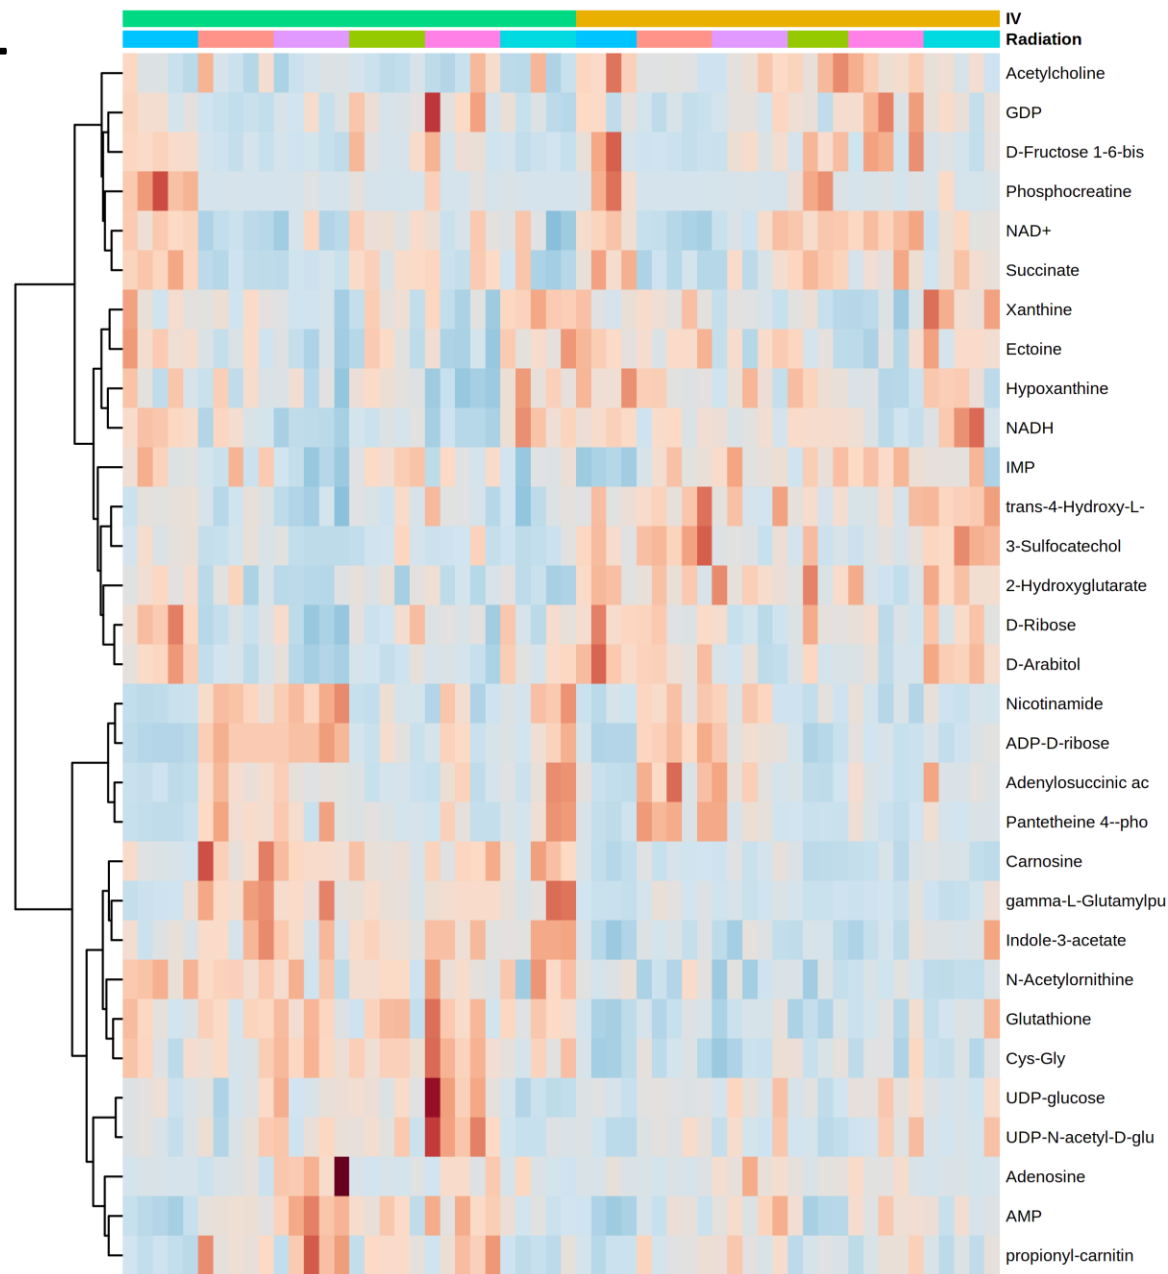 IV
Radiation
Acetylcholine
GDP
D-Fructose 1-6-bis
Phosphocreatine
NAD+
Succinate
Xanthine
Ectoine
Hypoxanthine
NADH
IMP
trans-4-Hydroxy-L-
3-Sulfocatechol
2-Hydroxyglutarate
D-Ribose
D-Arabitol
Nicotinamide
ADP-D-ribose
Adenylosuccinic ac
Pantetheine 4--pho
Carnosine
gamma-L-Glutamylpu
Indole-3-acetate
N-Acetylornithine
Glutathione
Cys-Gly
UDP-glucose
UDP-N-acetyl-D-glu
Adenosine
AMP
propionyl-carnitin